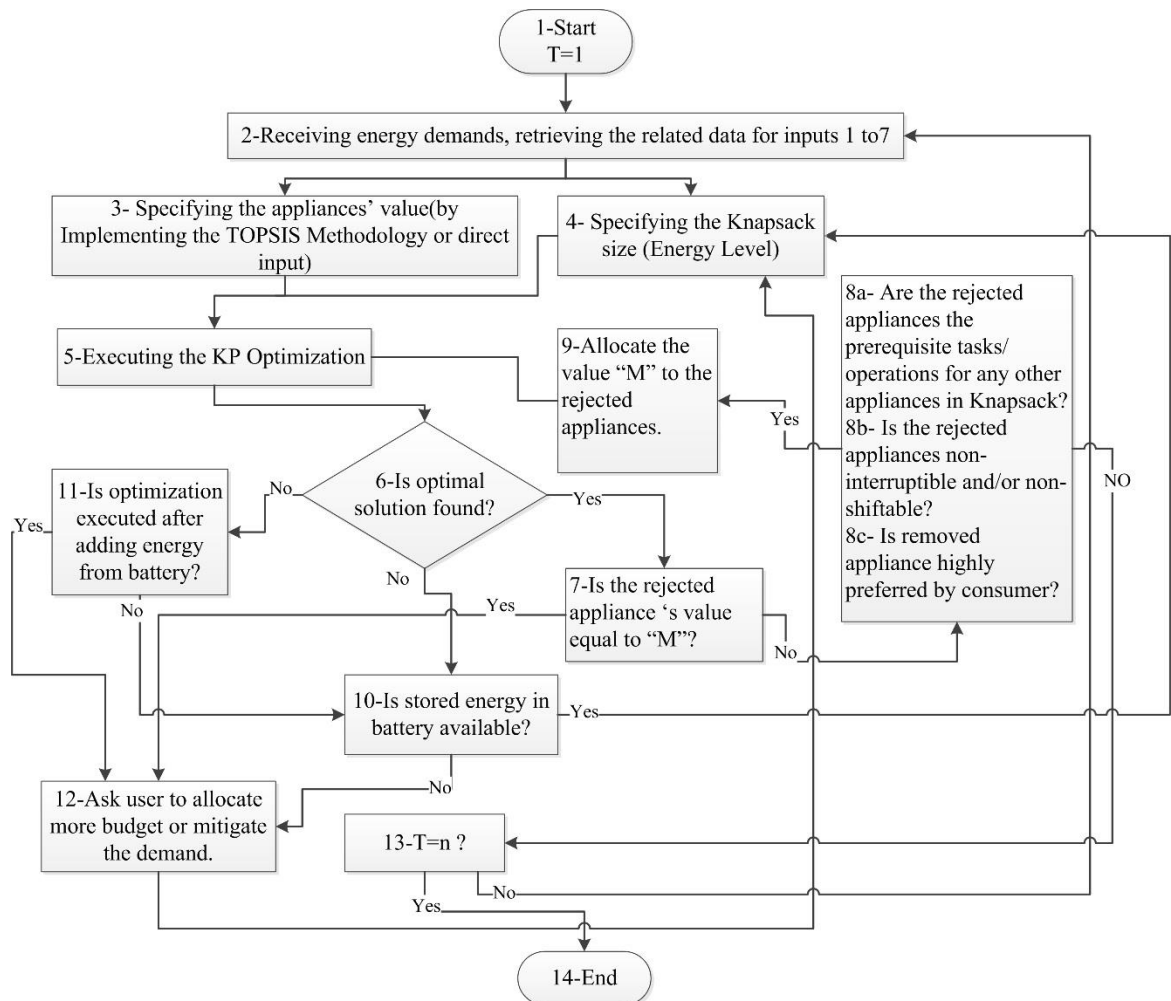 1-Start
T=1
2-Receiving energy demands, retrieving the related data for inputs 1 to7
3- Specifying the appliances’ value(by
Implementing the TOPSIS Methodology or direct
input)
4- Specifying the Knapsack
size (Energy Level)
5-Executing the KP Optimization
9-Allocate the
value “M” to the
rejected
appliances.
Yes
8a- Are the rejected
appliances the
prerequisite tasks/
operations for any other
appliances in Knapsack?
8b- Is the rejected
appliances non-
interruptible and/or non-
shiftable?
8c- Is removed
appliance highly
preferred by consumer?
NO
6-Is optimal
solution found?
No
Yes
No
11-Is optimization
executed after
adding energy
from battery?
Yes
No
7-Is the rejected
appliance ‘s value
equal to “M”?
Yes
No
10-Is stored energy in
battery available?
Yes
No
12-Ask user to allocate
more budget or mitigate
the demand.
13-T=n ?
No
Yes
14-End